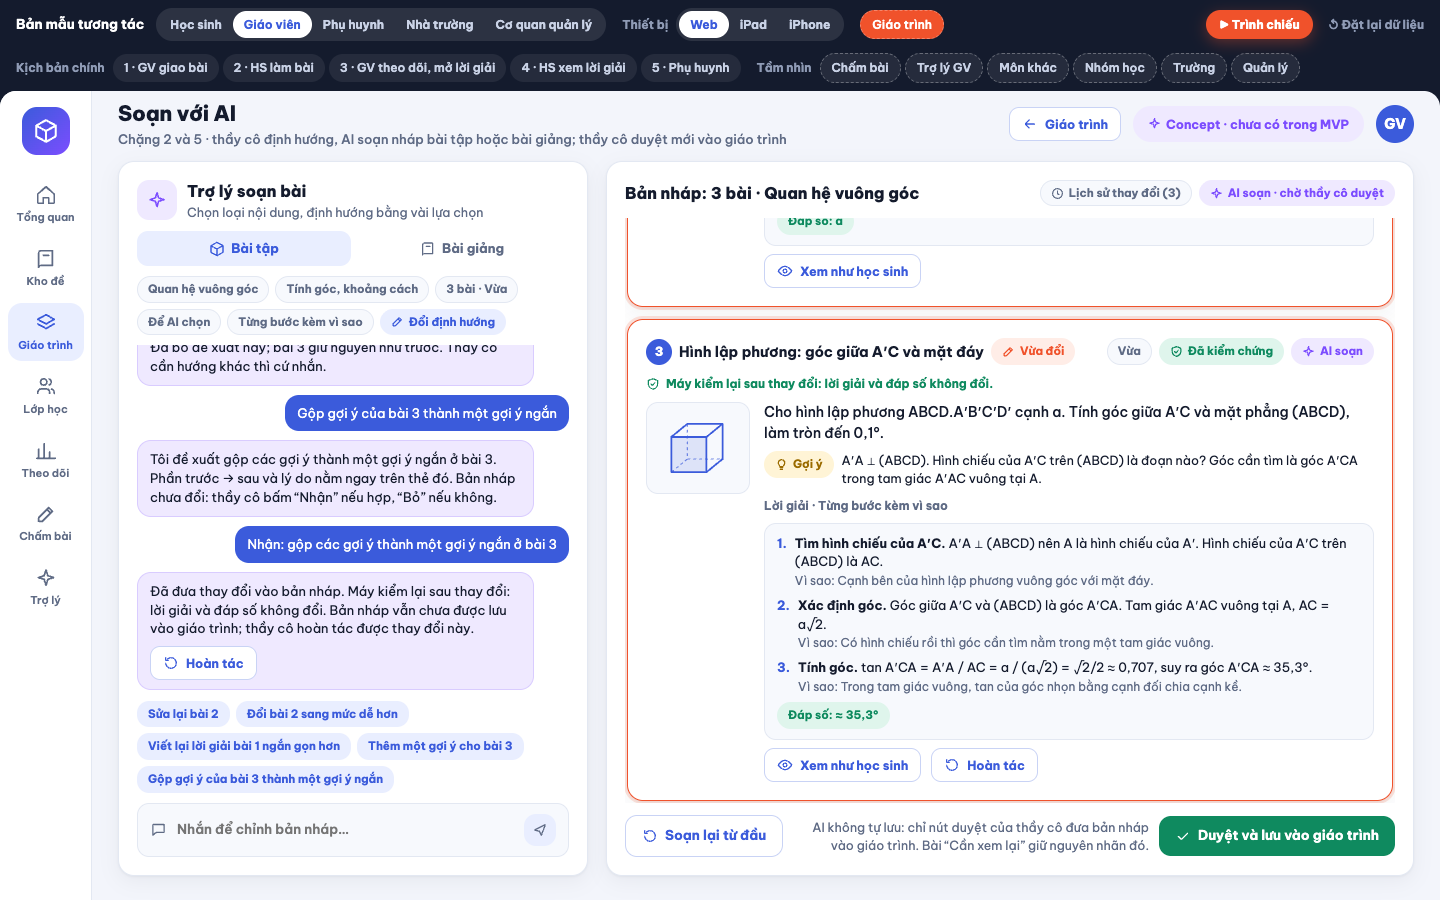 Bản mẫu tương tác
Học sinh
Giáo viên
Phụ huynh
Nhà trường
Cơ quan quản lý
Thiết bị
Web
iPad
iPhone
Giáo trình
Trình chiếu
Đặt lại dữ liệu
Kịch bản chính
1 · GV giao bài
2 · HS làm bài
3 · GV theo dõi, mở lời giải
4 · HS xem lời giải
5 · Phụ huynh
Tầm nhìn
Chấm bài
Trợ lý GV
Môn khác
Nhóm học
Trường
Quản lý
Tổng quan
Kho đề
Giáo trình
Lớp học
Theo dõi
Chấm bài
Trợ lý
Soạn với AI
Chặng 2 và 5 · thầy cô định hướng, AI soạn nháp bài tập hoặc bài giảng; thầy cô duyệt mới vào giáo trình
Giáo trình
Concept · chưa có trong MVP
GV
Trợ lý soạn bài
Chọn loại nội dung, định hướng bằng vài lựa chọn
Bài tập
Bài giảng
Quan hệ vuông góc
Tính góc, khoảng cách
3 bài · Vừa
Để AI chọn
Từng bước kèm vì sao
Đổi định hướng
Đã bỏ đề xuất này; bài 3 giữ nguyên như trước. Thầy cô
cần hướng khác thì cứ nhắn.
Gộp gợi ý của bài 3 thành một gợi ý ngắn
Tôi đề xuất gộp các gợi ý thành một gợi ý ngắn ở bài 3.
Phần trước → sau và lý do nằm ngay trên thẻ đó. Bản nháp
chưa đổi: thầy cô bấm “Nhận” nếu hợp, “Bỏ” nếu không.
Nhận: gộp các gợi ý thành một gợi ý ngắn ở bài 3
Đã đưa thay đổi vào bản nháp. Máy kiểm lại sau thay đổi:
lời giải và đáp số không đổi. Bản nháp vẫn chưa được lưu
vào giáo trình; thầy cô hoàn tác được thay đổi này.
Hoàn tác
Sửa lại bài 2
Đổi bài 2 sang mức dễ hơn
Viết lại lời giải bài 1 ngắn gọn hơn
Thêm một gợi ý cho bài 3
Gộp gợi ý của bài 3 thành một gợi ý ngắn
Nhắn để chỉnh bản nháp...
Bản nháp: 3 bài · Quan hệ vuông góc
Lịch sử thay đổi (3)
AI soạn · chờ thầy cô duyệt
Đáp số: a
Xem như học sinh
3
Hình lập phương: góc giữa A′C và mặt đáy
Vừa đổi
Vừa
Đã kiểm chứng
AI soạn
Máy kiểm lại sau thay đổi: lời giải và đáp số không đổi.
Cho hình lập phương ABCD.A′B′C′D′ cạnh a. Tính góc giữa A′C và mặt phẳng (ABCD),
làm tròn đến 0,1°.
Gợi ý
A′A ⊥ (ABCD). Hình chiếu của A′C trên (ABCD) là đoạn nào? Góc cần tìm là góc A′CA
trong tam giác A′AC vuông tại A.
Lời giải · Từng bước kèm vì sao
1. Tìm hình chiếu của A′C. A′A ⊥ (ABCD) nên A là hình chiếu của A′. Hình chiếu của A′C trên
(ABCD) là AC.
Vì sao: Cạnh bên của hình lập phương vuông góc với mặt đáy.
2. Xác định góc. Góc giữa A′C và (ABCD) là góc A′CA. Tam giác A′AC vuông tại A, AC =
a√2.
Vì sao: Có hình chiếu rồi thì góc cần tìm nằm trong một tam giác vuông.
3. Tính góc. tan A′CA = A′A / AC = a / (a√2) = √2/2 ≈ 0,707, suy ra góc A′CA ≈ 35,3°.
Vì sao: Trong tam giác vuông, tan của góc nhọn bằng cạnh đối chia cạnh kề.
Đáp số: ≈ 35,3°
Xem như học sinh
Hoàn tác
Soạn lại từ đầu
AI không tự lưu: chỉ nút duyệt của thầy cô đưa bản nháp
vào giáo trình. Bài “Cần xem lại” giữ nguyên nhãn đó.
Duyệt và lưu vào giáo trình